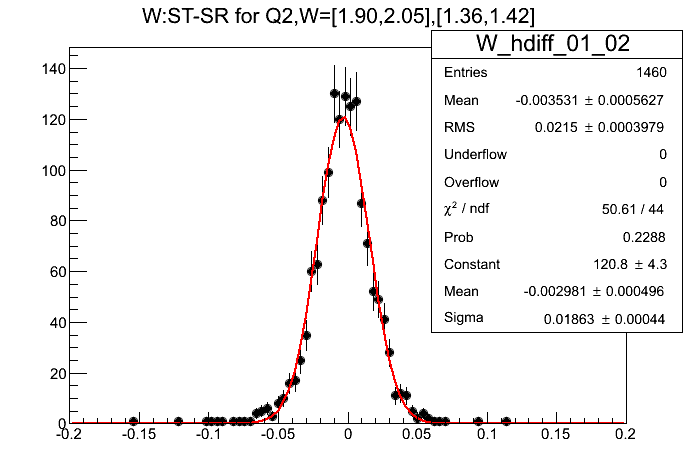 W:ST-SR for Q2,W=[1.90,2.05],[1.36,1.42]
W_hdiff_01_02
Entries 1460
Mean -0.003531 ± 0.0005627
RMS 0.0215 ± 0.0003979
Underflow 0
Overflow 0
χ² / ndf 50.61 / 44
Prob 0.2288
Constant 120.8 ± 4.3
Mean -0.002981 ± 0.000496
Sigma 0.01863 ± 0.00044
140
120
100
80
60
40
20
0
-0.2 -0.15 -0.1 -0.05 0 0.05 0.1 0.15 0.2